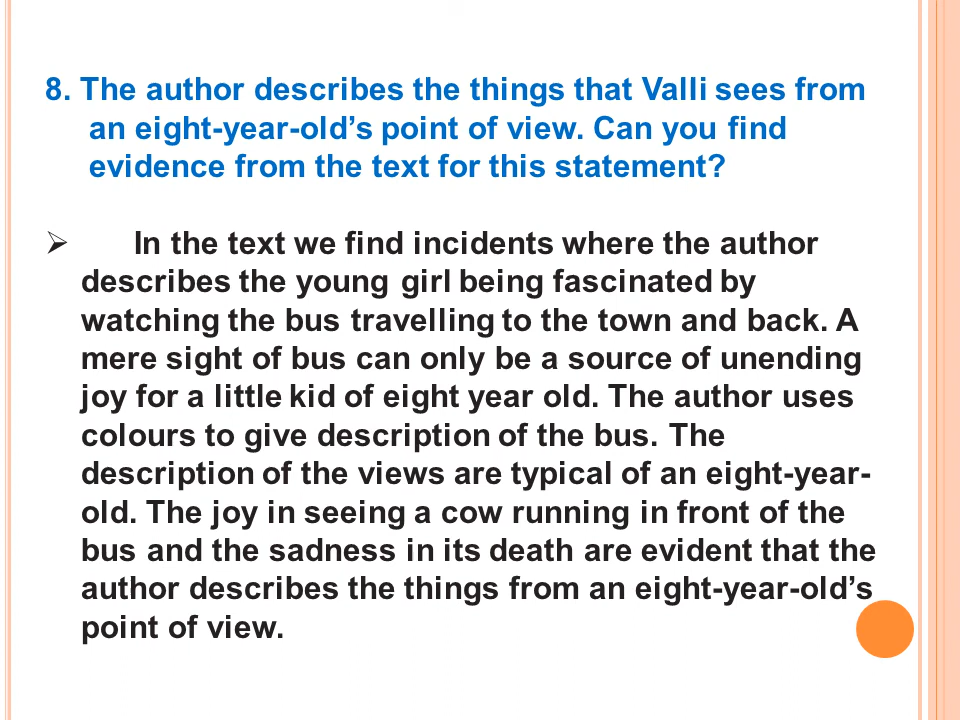 8. The author describes the things that Valli sees from
an eight-year-old’s point of view. Can you find
evidence from the text for this statement?
➢ In the text we find incidents where the author
describes the young girl being fascinated by
watching the bus travelling to the town and back. A
mere sight of bus can only be a source of unending
joy for a little kid of eight year old. The author uses
colours to give description of the bus. The
description of the views are typical of an eight-year-
old. The joy in seeing a cow running in front of the
bus and the sadness in its death are evident that the
author describes the things from an eight-year-old’s
point of view.